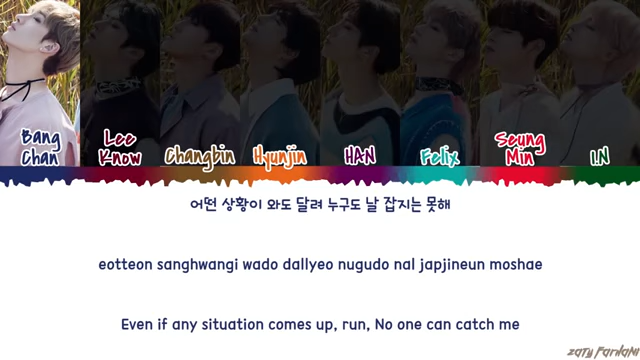 Bang Chan
Lee Know
Changbin
Hyunjin
HAN
Felix
Seung Min
I.N
어떤 상황이 와도 달려 누구도 날 잡지는 못해
eotteon sanghwangi wado dallyeo nugudo nal japjineun moshae
Even if any situation comes up, run, No one can catch me
zaty farhani